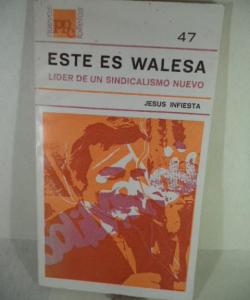 47
ESTE ES WALESA
LIDER DE UN SINDICALISMO NUEVO
JESUS INFIESTA